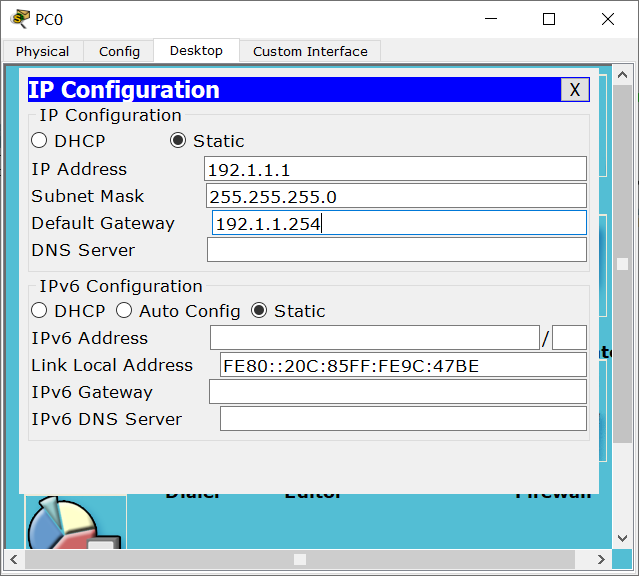 PC0
Physical Config Desktop Custom Interface
IP Configuration X
IP Configuration
DHCP Static
IP Address 192.1.1.1
Subnet Mask 255.255.255.0
Default Gateway 192.1.1.254
DNS Server
IPv6 Configuration
DHCP Auto Config Static
IPv6 Address /
Link Local Address FE80::20C:85FF:FE9C:47BE
IPv6 Gateway
IPv6 DNS Server
Dialer Editor Firewall